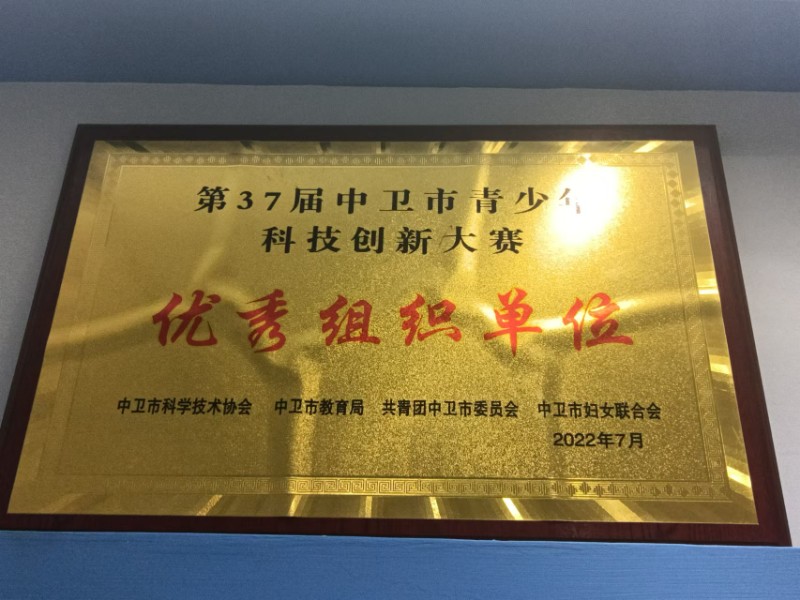 第37届中卫市青少年
科技创新大赛
优秀组织单位
中卫市科学技术协会 中卫市教育局 共青团中卫市委员会 中卫市妇女联合会
2022年7月